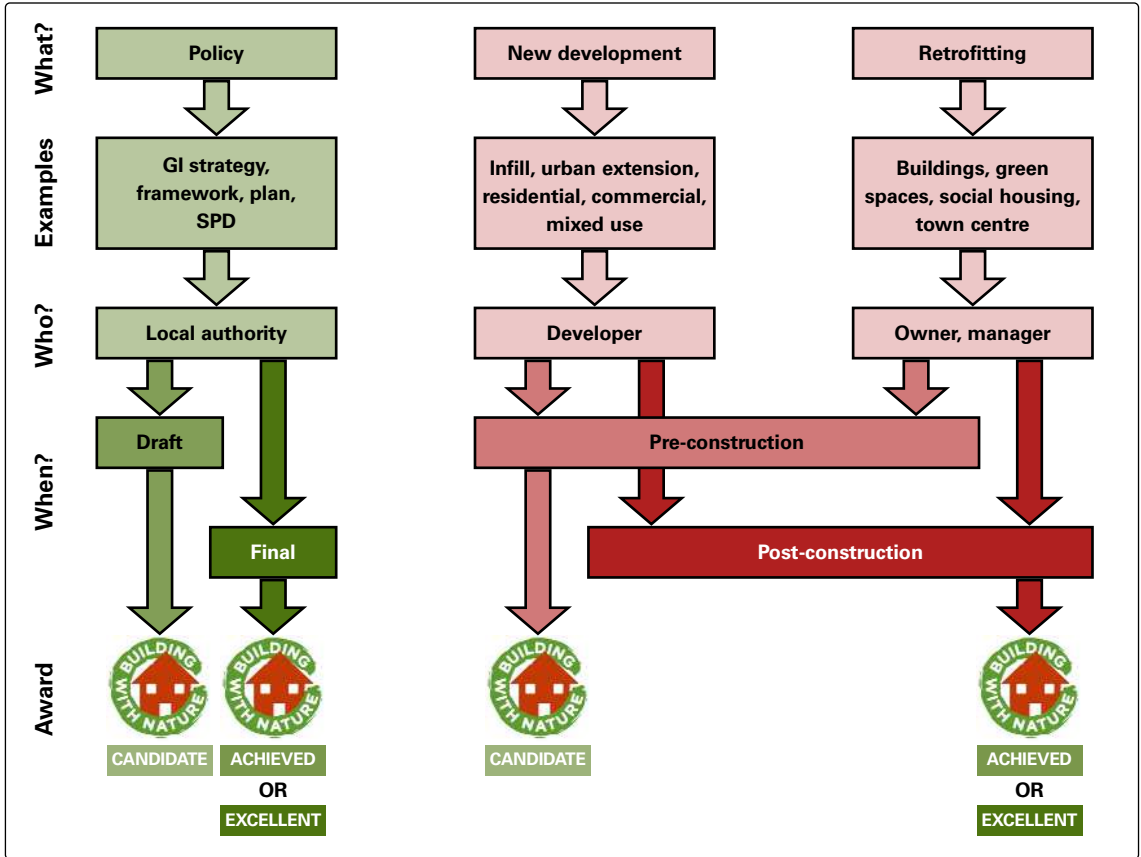 What?
Policy
New development
Retrofitting
Examples
GI strategy,
framework, plan,
SPD
Infill, urban extension,
residential, commercial,
mixed use
Buildings, green
spaces, social housing,
town centre
Who?
Local authority
Developer
Owner, manager
When?
Draft
Pre-construction
Final
Post-construction
Award
BUILDING
WITH NATURE
BUILDING
WITH NATURE
BUILDING
WITH NATURE
BUILDING
WITH NATURE
CANDIDATE
ACHIEVED
OR
EXCELLENT
CANDIDATE
ACHIEVED
OR
EXCELLENT